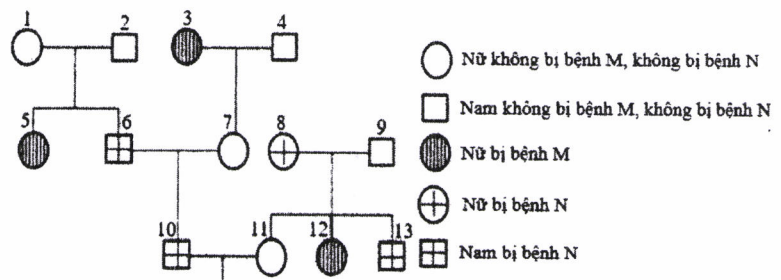 1 2 3 4
Nữ không bị bệnh M, không bị bệnh N
Nam không bị bệnh M, không bị bệnh N
5 6 7 8 9
Nữ bị bệnh M
Nữ bị bệnh N
10 11 12 13
Nam bị bệnh N